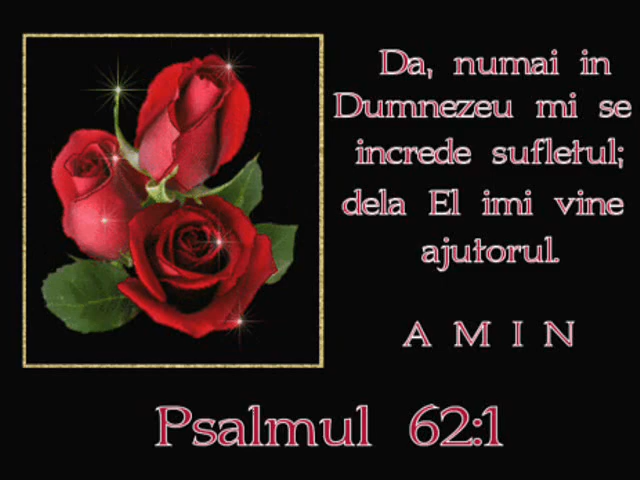 Da, numai in
Dumnezeu mi se
increde sufletul;
dela El imi vine
ajutorul.
A M I N
Psalmul 62:1